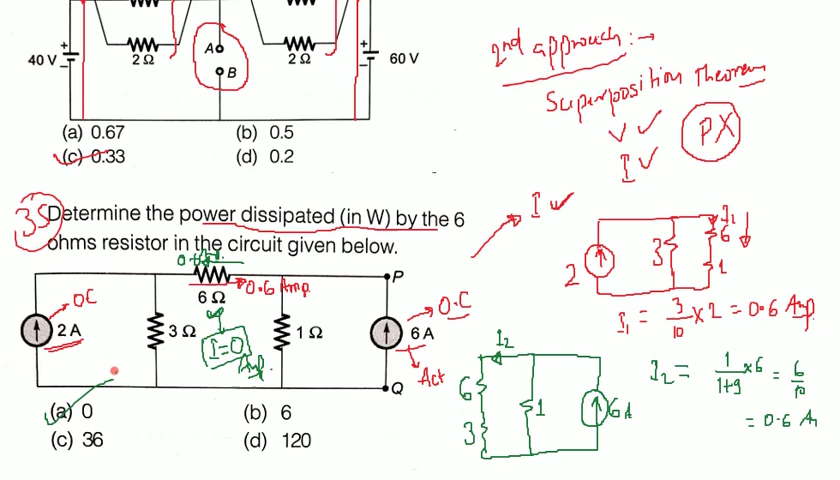 2nd approach :→
Superposition Theorem
V ✓
I ✓
PX
40 V
+
−
2 Ω
A
B
2 Ω
+
−
60 V
(a) 0.67
(b) 0.5
(c) 0.33
(d) 0.2
35
Determine the power dissipated (in W) by the 6
ohms resistor in the circuit given below.
I ✓
0.6 Amp
OC
2 A
3 Ω
6 Ω
I=0
Amp.
1 Ω
P
6 A
O.C
Act
Q
(a) 0
(b) 6
(c) 36
(d) 120
2
3
I₁
6
1
I₁ = 3/10 × 2 = 0.6 Amp.
I₂
6
3
1
6A
I₂ = 1/1+9 × 6 = 6/10
= 0.6 A